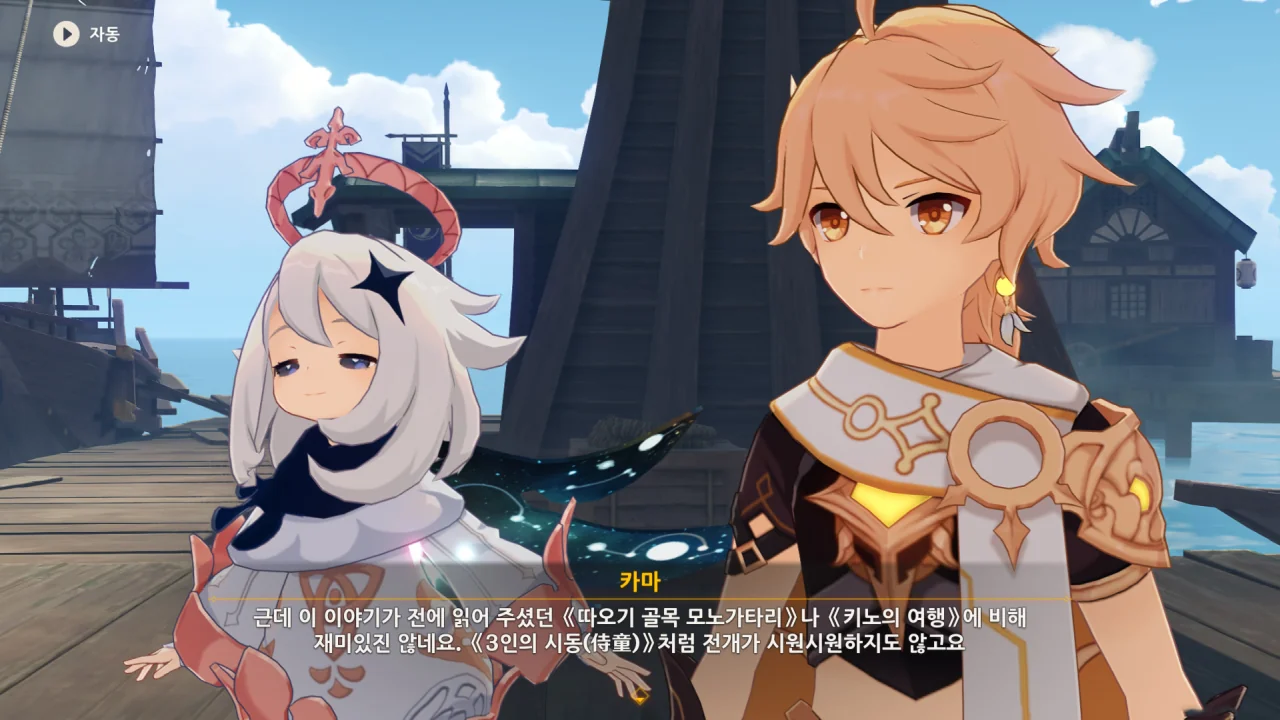 자동
카마
근데 이 이야기가 전에 읽어 주셨던 《따오기 골목 모노가타리》나 《키노의 여행》에 비해
재미있진 않네요. 《3인의 시동(侍童)》처럼 전개가 시원시원하지도 않고요